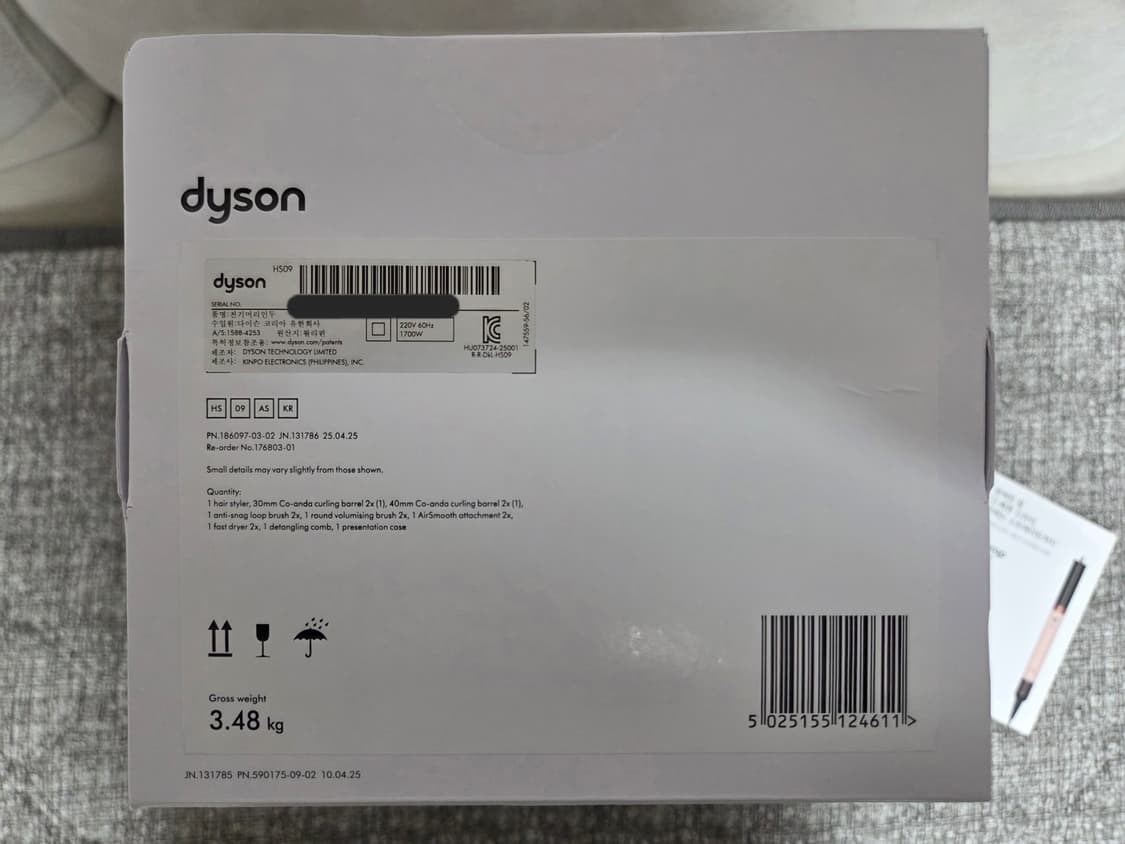 dyson
dyson HS09
SERIAL NO.
품명:전기머리인두
수입원:다이슨 코리아 유한회사
A/S:1588-4253 원산지:필리핀
특허정보참조용: www.dyson.com/patents
제조자: DYSON TECHNOLOGY LIMITED
제조사: KINPO ELECTRONICS (PHILIPPINES), INC.
220V 60Hz
1700W
HU073724-25001
R-R-DkL-HS09
147559-56/02
HS 09 AS KR
PN.186097-03-02 JN.131786 25.04.25
Re-order No.176803-01
Small details may vary slightly from those shown.
Quantity:
1 hair styler, 30mm Co-anda curling barrel 2x (1), 40mm Co-anda curling barrel 2x (1),
1 anti-snag loop brush 2x, 1 round volumising brush 2x, 1 AirSmooth attachment 2x,
1 fast dryer 2x, 1 detangling comb, 1 presentation case
Gross weight
3.48 kg
5 025155 124611 >
JN.131785 PN.590175-09-02 10.04.25